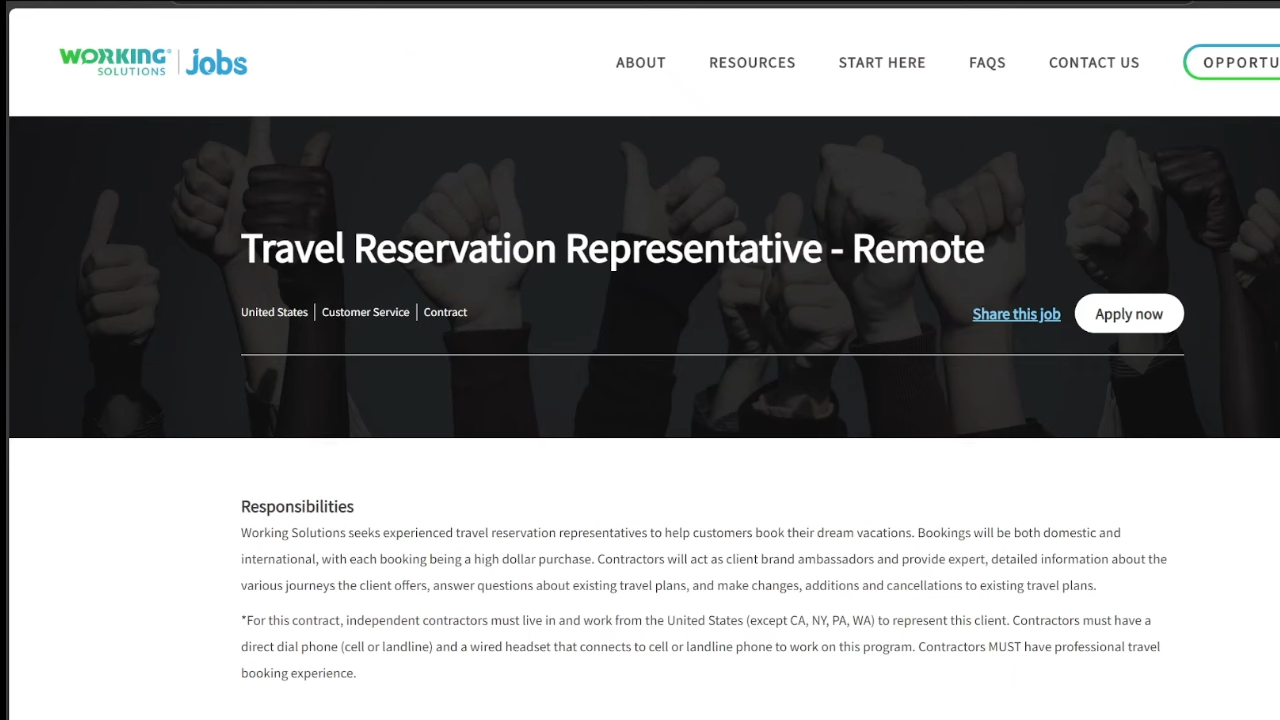 WORKING SOLUTIONS | jobs
ABOUT RESOURCES START HERE FAQS CONTACT US OPPORTU
Travel Reservation Representative - Remote
United States | Customer Service | Contract
Share this job Apply now
Responsibilities
Working Solutions seeks experienced travel reservation representatives to help customers book their dream vacations. Bookings will be both domestic and
international, with each booking being a high dollar purchase. Contractors will act as client brand ambassadors and provide expert, detailed information about the
various journeys the client offers, answer questions about existing travel plans, and make changes, additions and cancellations to existing travel plans.
*For this contract, independent contractors must live in and work from the United States (except CA, NY, PA, WA) to represent this client. Contractors must have a
direct dial phone (cell or landline) and a wired headset that connects to cell or landline phone to work on this program. Contractors MUST have professional travel
booking experience.